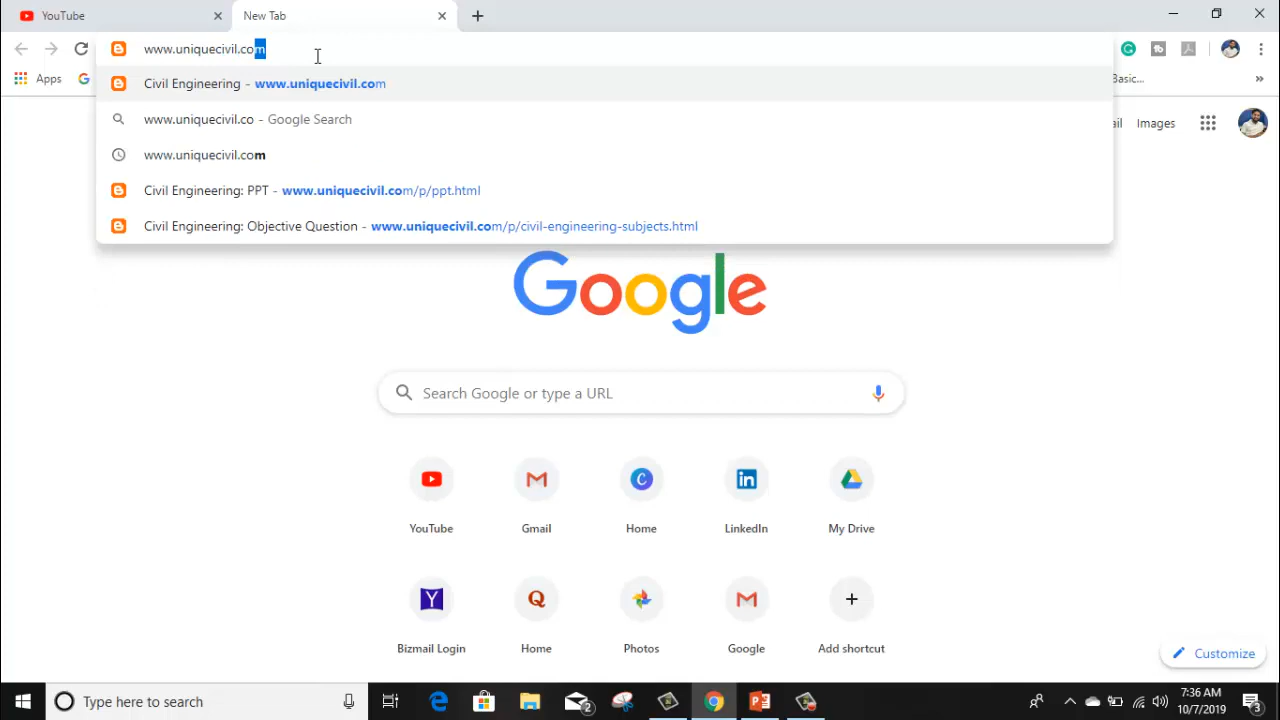 YouTube
New Tab
www.uniquecivil.com
Civil Engineering - www.uniquecivil.com
www.uniquecivil.co - Google Search
www.uniquecivil.com
Civil Engineering: PPT - www.uniquecivil.com/p/ppt.html
Civil Engineering: Objective Question - www.uniquecivil.com/p/civil-engineering-subjects.html
Apps
Basic...
Images
Google
Search Google or type a URL
YouTube
Gmail
Home
LinkedIn
My Drive
Bizmail Login
Home
Photos
Google
Add shortcut
Customize
Type here to search
2
7:36 AM
10/7/2019
3